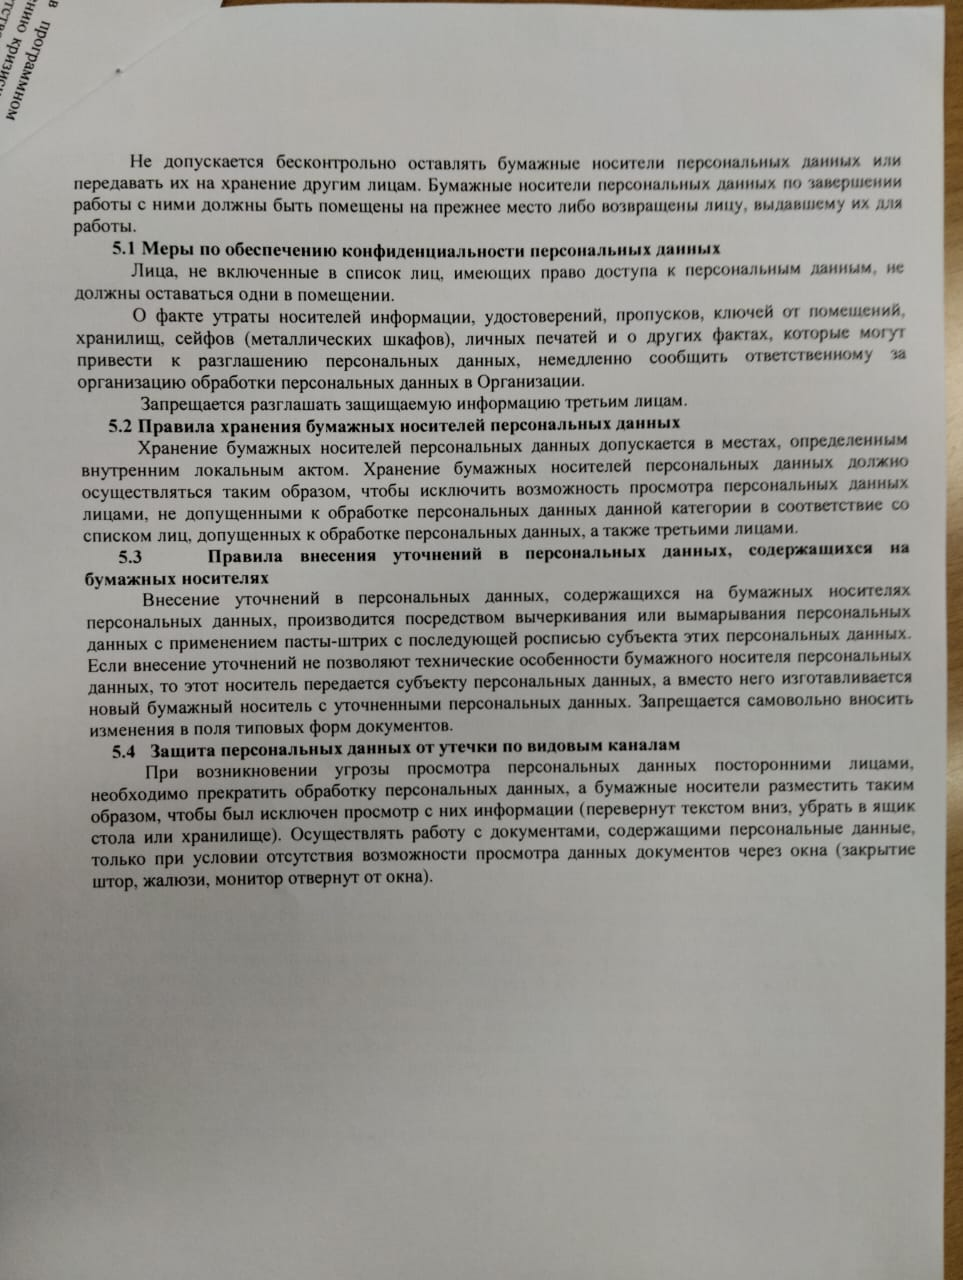 в программном
Не допускается бесконтрольно оставлять бумажные носители персональных данных или
передавать их на хранение другим лицам. Бумажные носители персональных данных по завершении
работы с ними должны быть помещены на прежнее место либо возвращены лицу, выдавшему их для
работы.
5.1 Меры по обеспечению конфиденциальности персональных данных
Лица, не включенные в список лиц, имеющих право доступа к персональным данным, не
должны оставаться одни в помещении.
О факте утраты носителей информации, удостоверений, пропусков, ключей от помещений,
хранилищ, сейфов (металлических шкафов), личных печатей и о других фактах, которые могут
привести к разглашению персональных данных, немедленно сообщить ответственному за
организацию обработки персональных данных в Организации.
Запрещается разглашать защищаемую информацию третьим лицам.
5.2 Правила хранения бумажных носителей персональных данных
Хранение бумажных носителей персональных данных допускается в местах, определенным
внутренним локальным актом. Хранение бумажных носителей персональных данных должно
осуществляться таким образом, чтобы исключить возможность просмотра персональных данных
лицами, не допущенными к обработке персональных данных данной категории в соответствие со
списком лиц, допущенных к обработке персональных данных, а также третьими лицами.
5.3 Правила внесения уточнений в персональных данных, содержащихся на
бумажных носителях
Внесение уточнений в персональных данных, содержащихся на бумажных носителях
персональных данных, производится посредством вычеркивания или вымарывания персональных
данных с применением пасты-штрих с последующей росписью субъекта этих персональных данных.
Если внесение уточнений не позволяют технические особенности бумажного носителя персональных
данных, то этот носитель передается субъекту персональных данных, а вместо него изготавливается
новый бумажный носитель с уточненными персональных данных. Запрещается самовольно вносить
изменения в поля типовых форм документов.
5.4 Защита персональных данных от утечки по видовым каналам
При возникновении угрозы просмотра персональных данных посторонними лицами,
необходимо прекратить обработку персональных данных, а бумажные носители разместить таким
образом, чтобы был исключен просмотр с них информации (перевернут текстом вниз, убрать в ящик
стола или хранилище). Осуществлять работу с документами, содержащими персональные данные,
только при условии отсутствия возможности просмотра данных документов через окна (закрытие
штор, жалюзи, монитор отвернут от окна).